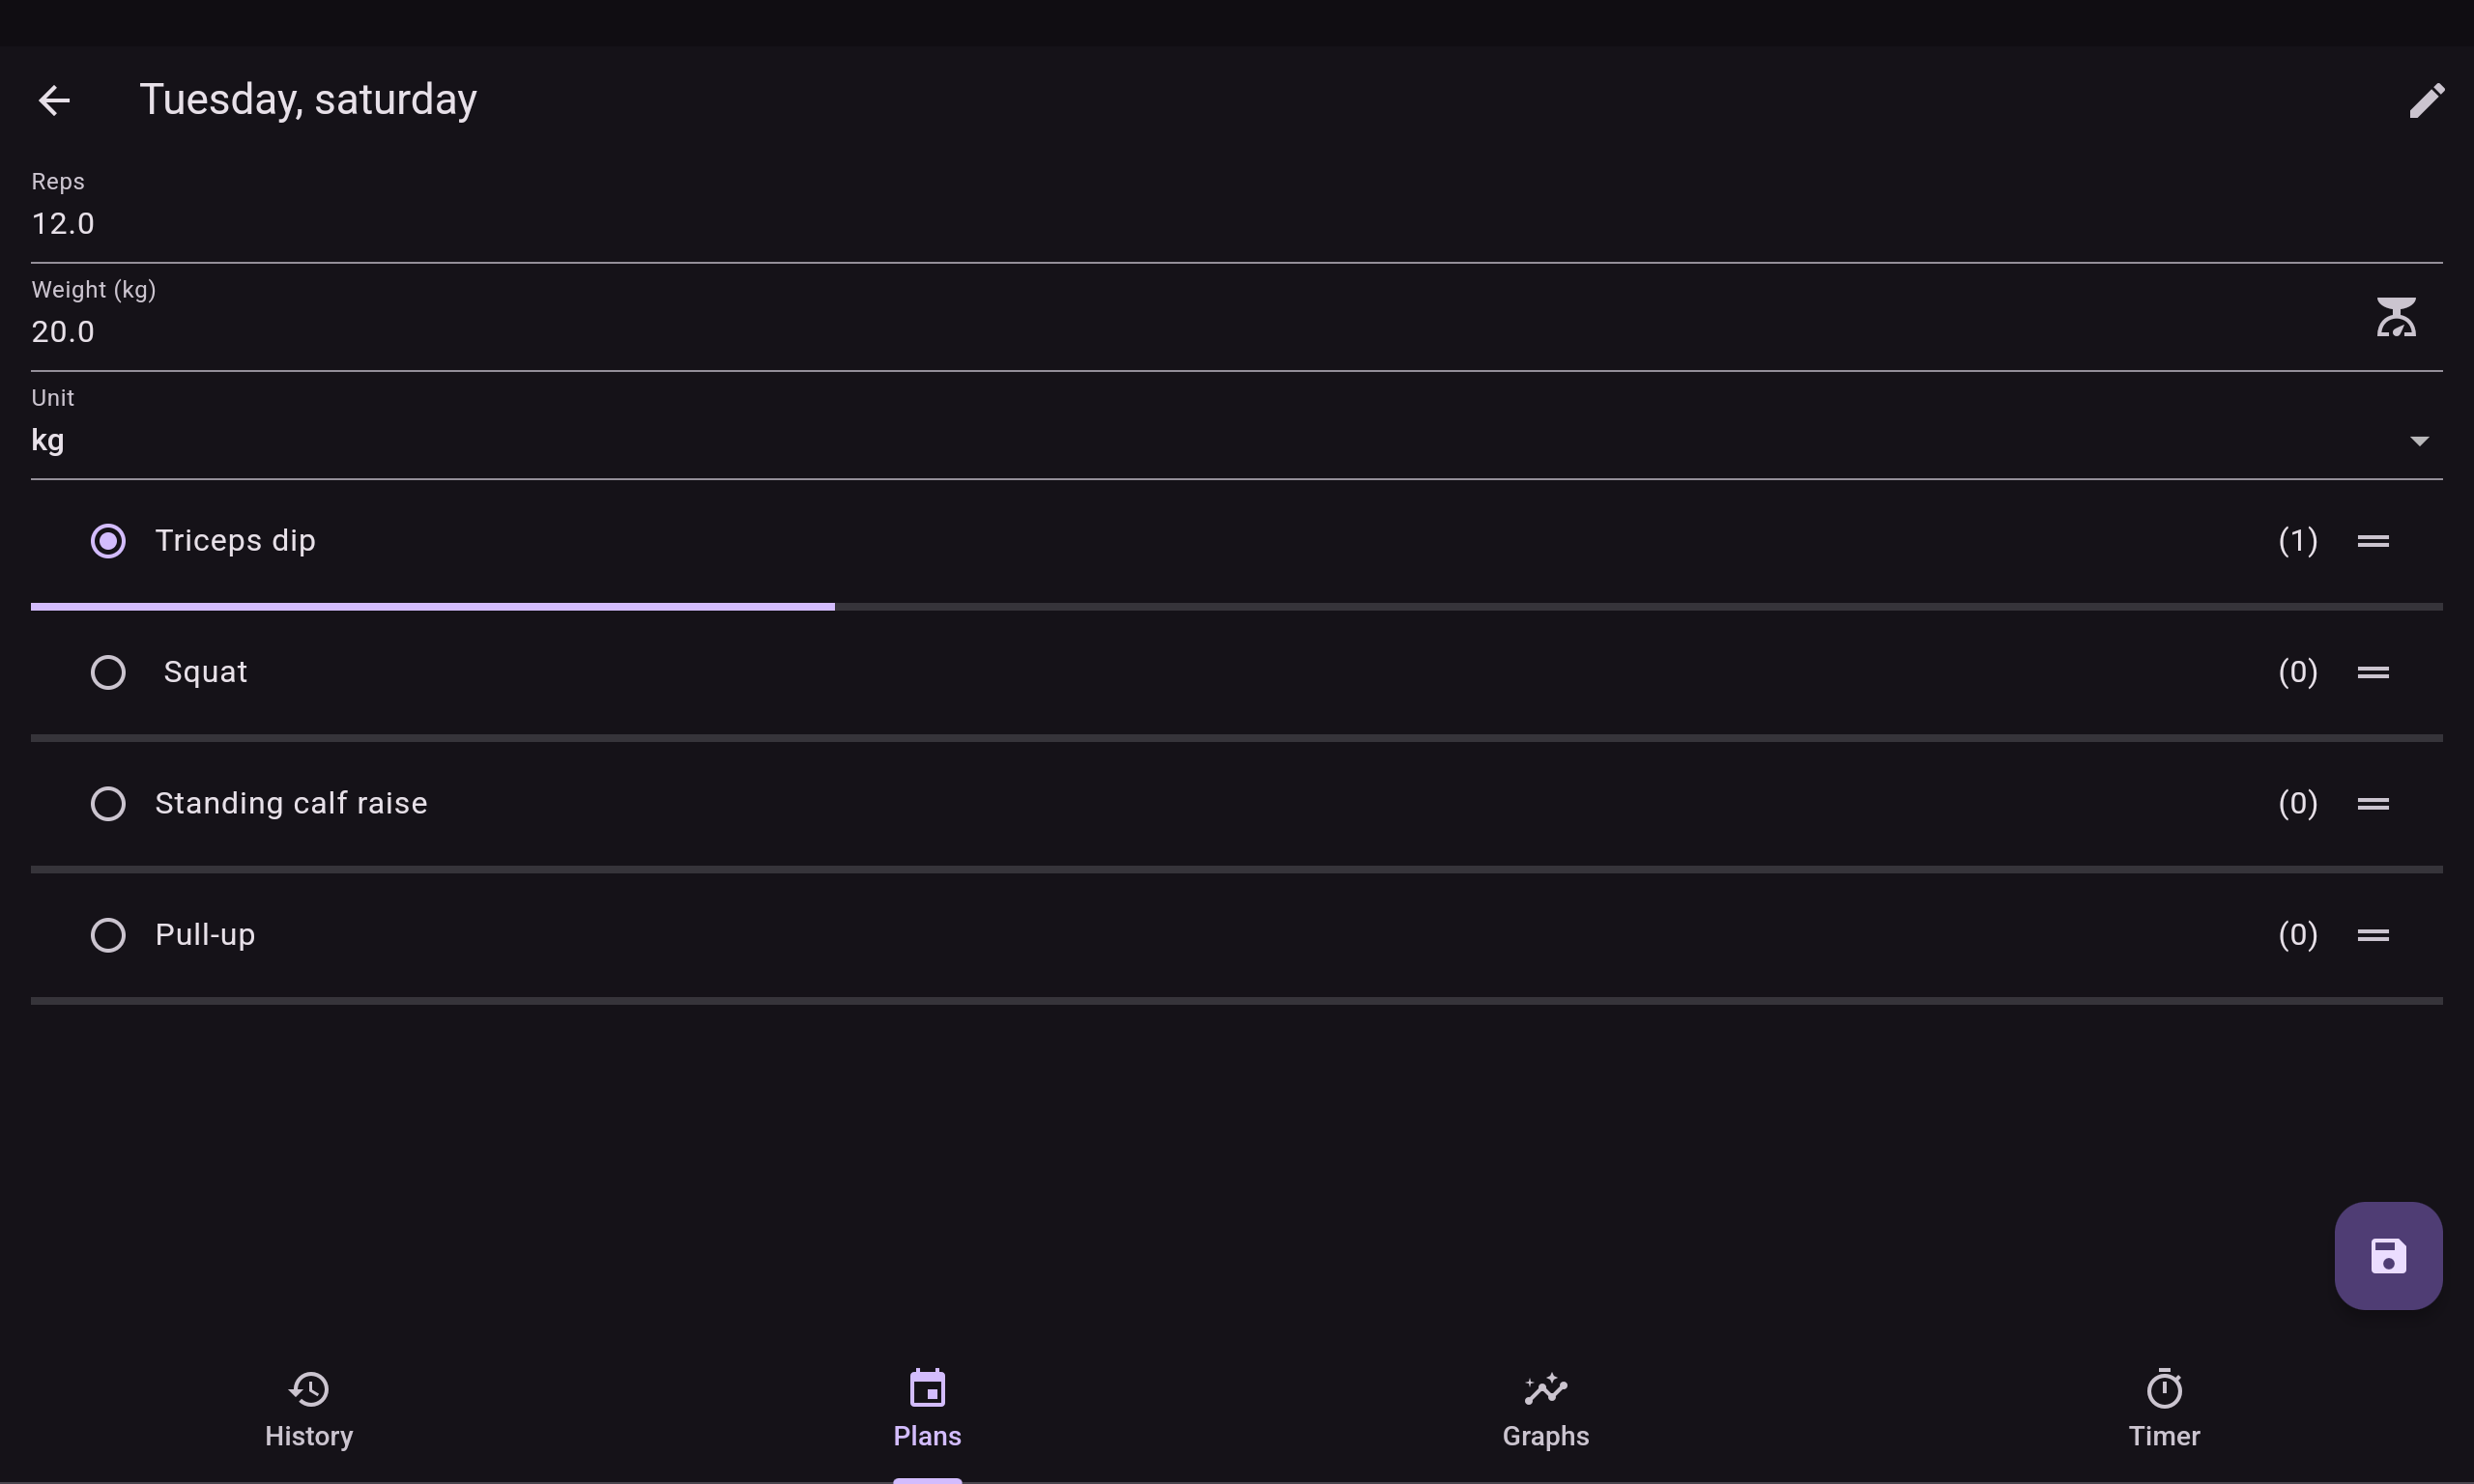 Tuesday, saturday
Reps
12.0
Weight (kg)
20.0
Unit
kg
Triceps dip (1)
Squat (0)
Standing calf raise (0)
Pull-up (0)
History Plans Graphs Timer